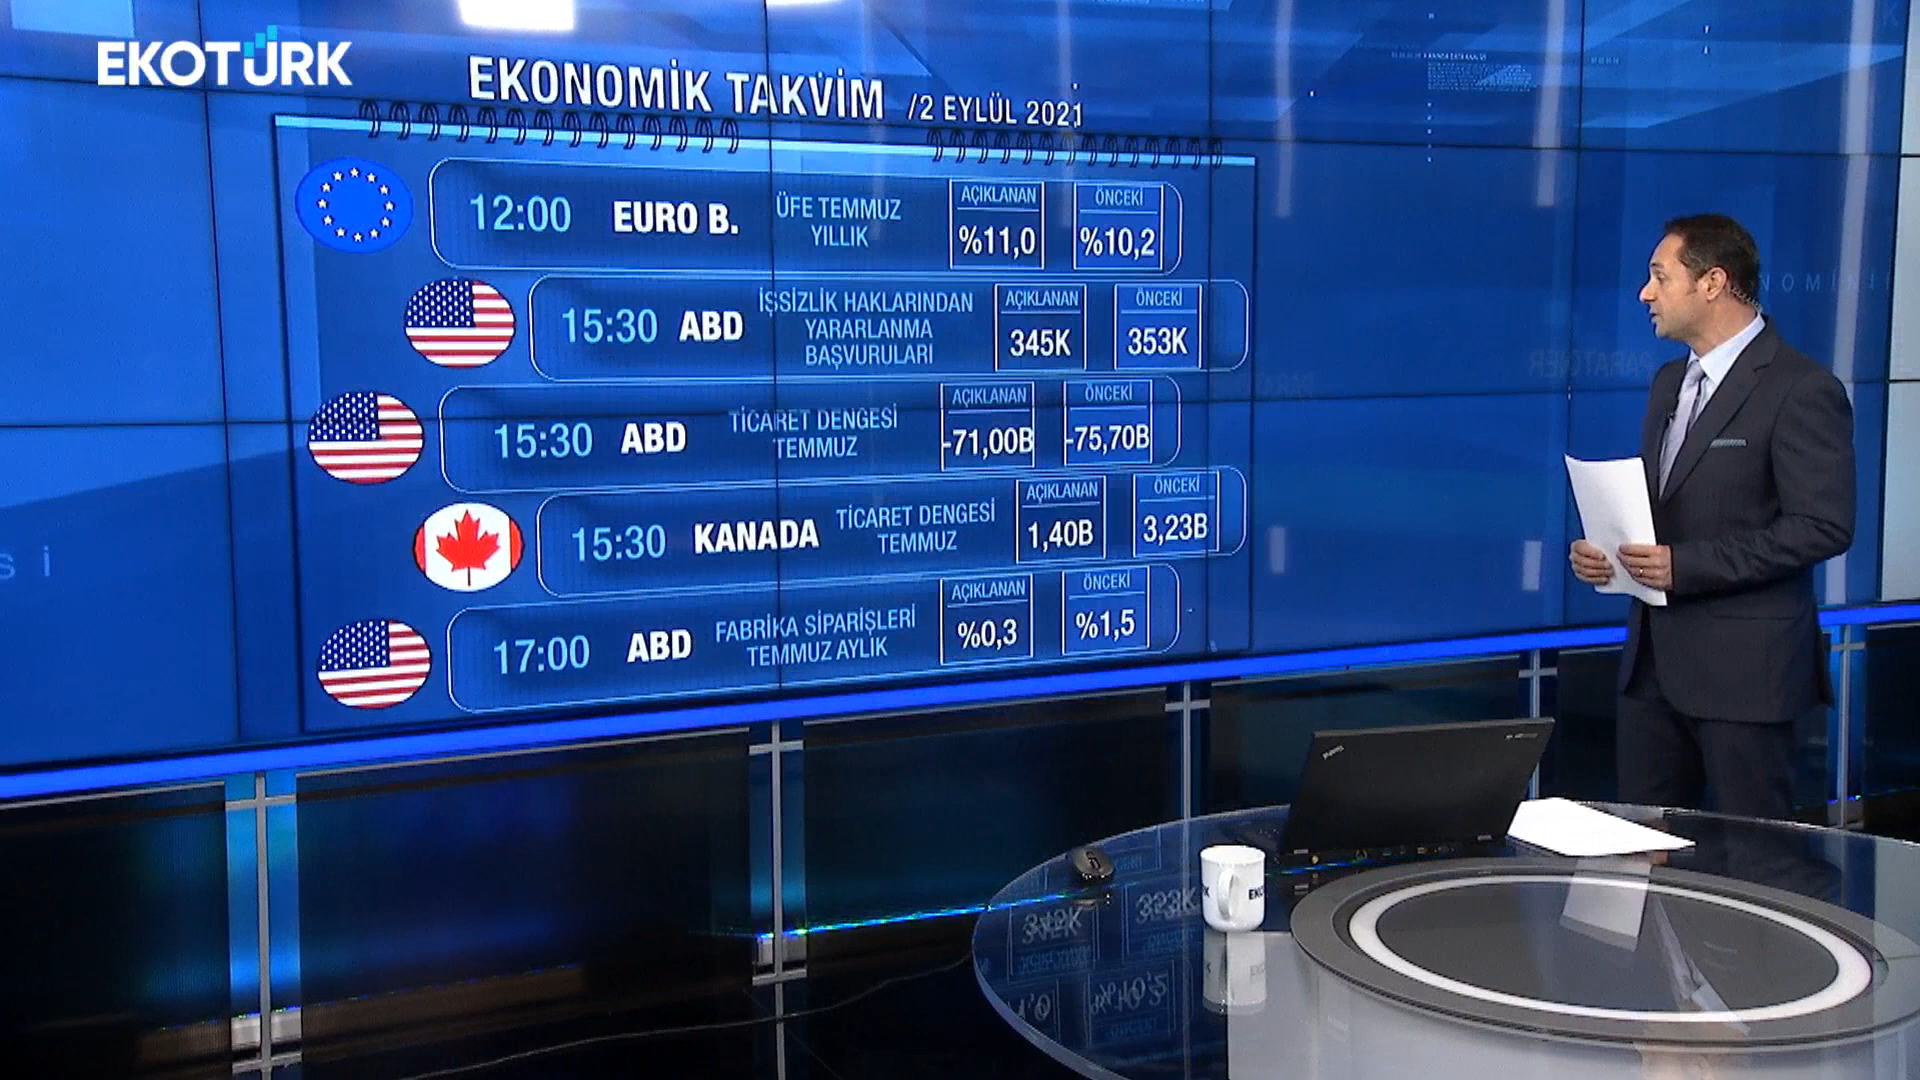 EKOTÜRK
EKONOMİK TAKVİM /2 EYLÜL 2021
12:00 EURO B. ÜFE TEMMUZ YILLIK AÇIKLANAN %11,0 ÖNCEKİ %10,2
15:30 ABD İŞSİZLİK HAKLARINDAN YARARLANMA BAŞVURULARI AÇIKLANAN 345K ÖNCEKİ 353K
15:30 ABD TİCARET DENGESİ TEMMUZ AÇIKLANAN -71,00B ÖNCEKİ -75,70B
15:30 KANADA TİCARET DENGESİ TEMMUZ AÇIKLANAN 1,40B ÖNCEKİ 3,23B
17:00 ABD FABRİKA SİPARİŞLERİ TEMMUZ AYLIK AÇIKLANAN %0,3 ÖNCEKİ %1,5